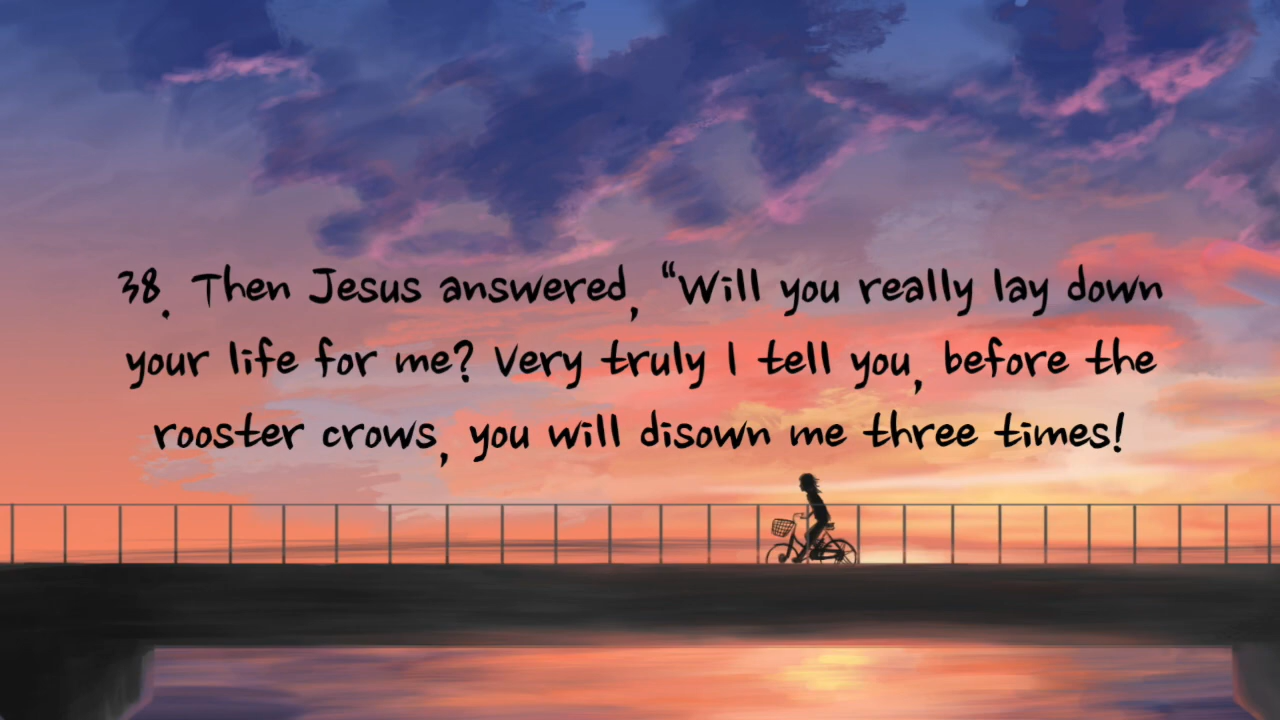 38. Then Jesus answered, “Will you really lay down
your life for me? Very truly I tell you, before the
rooster crows, you will disown me three times!